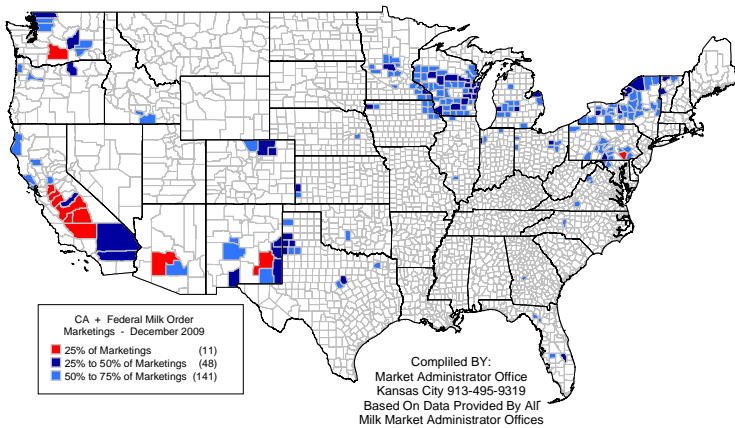 CA + Federal Milk Order
Marketings - December 2009
25% of Marketings (11)
25% to 50% of Marketings (48)
50% to 75% of Marketings (141)
Compliled BY:
Market Administrator Office
Kansas City 913-495-9319
Based On Data Provided By All
Milk Market Administrator Offices